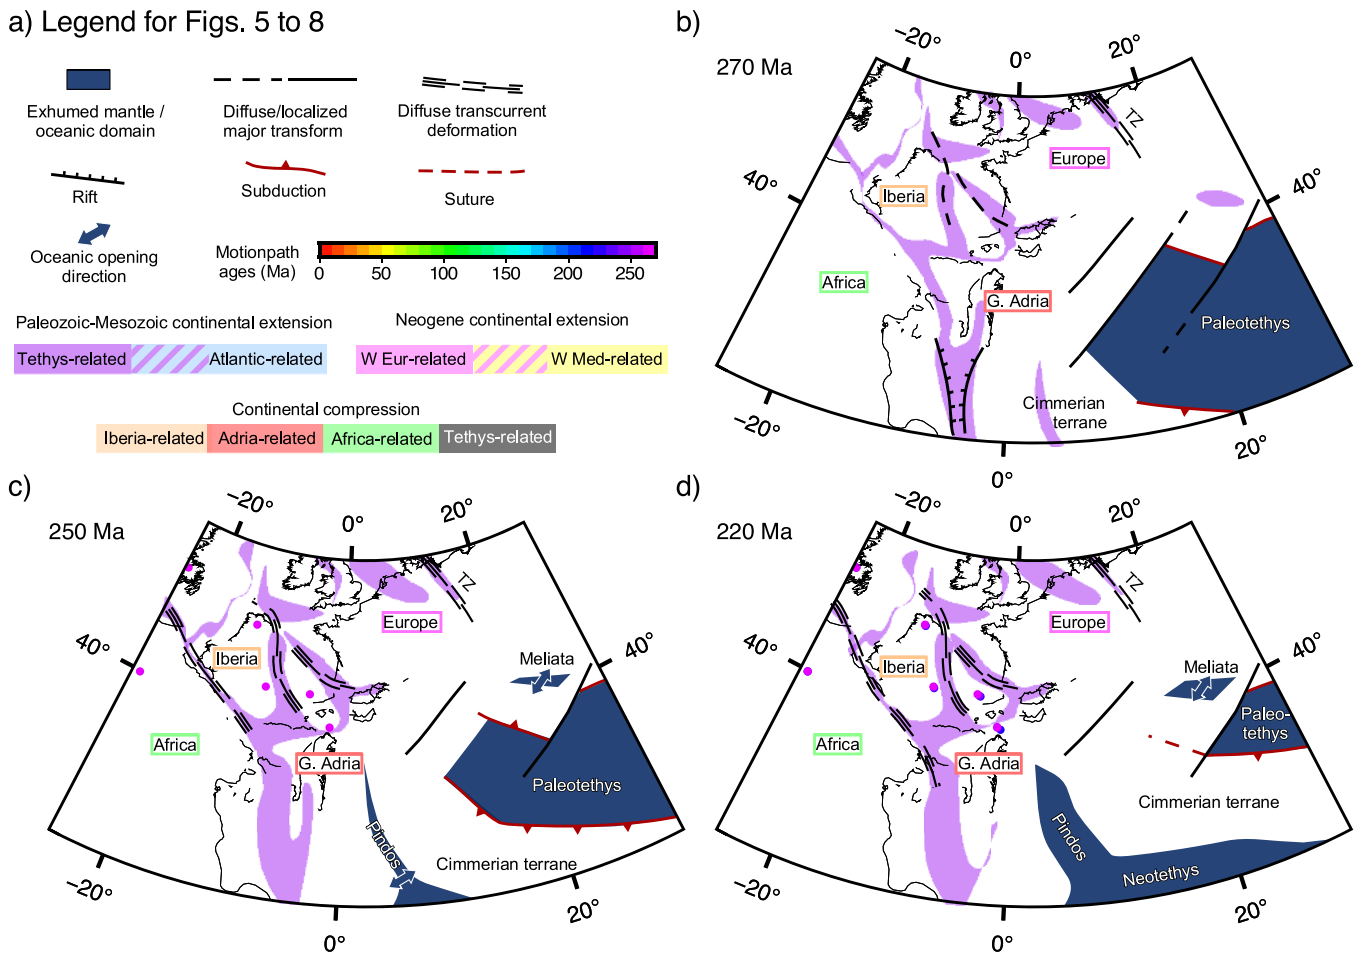 a) Legend for Figs. 5 to 8
Exhumed mantle /
oceanic domain
Diffuse/localized
major transform
Diffuse transcurrent
deformation
Rift
Subduction
Suture
Oceanic opening
direction
Motionpath
ages (Ma)
0 50 100 150 200 250
Paleozoic-Mesozoic continental extension
Tethys-related Atlantic-related
Neogene continental extension
W Eur-related W Med-related
Continental compression
Iberia-related Adria-related Africa-related Tethys-related
b)
270 Ma
−20°
0°
20°
TZ
Europe
40°
Iberia
40°
Africa
G. Adria
Paleotethys
Cimmerian
terrane
−20°
0°
20°
c)
250 Ma
−20°
0°
20°
TZ
Europe
40°
Iberia
Meliata
40°
Africa
G. Adria
Paleotethys
Pindos
Cimmerian terrane
−20°
0°
20°
d)
220 Ma
−20°
0°
20°
TZ
Europe
40°
Iberia
Meliata
40°
Paleo-
tethys
Africa
G. Adria
Cimmerian terrane
Pindos
Neotethys
−20°
0°
20°